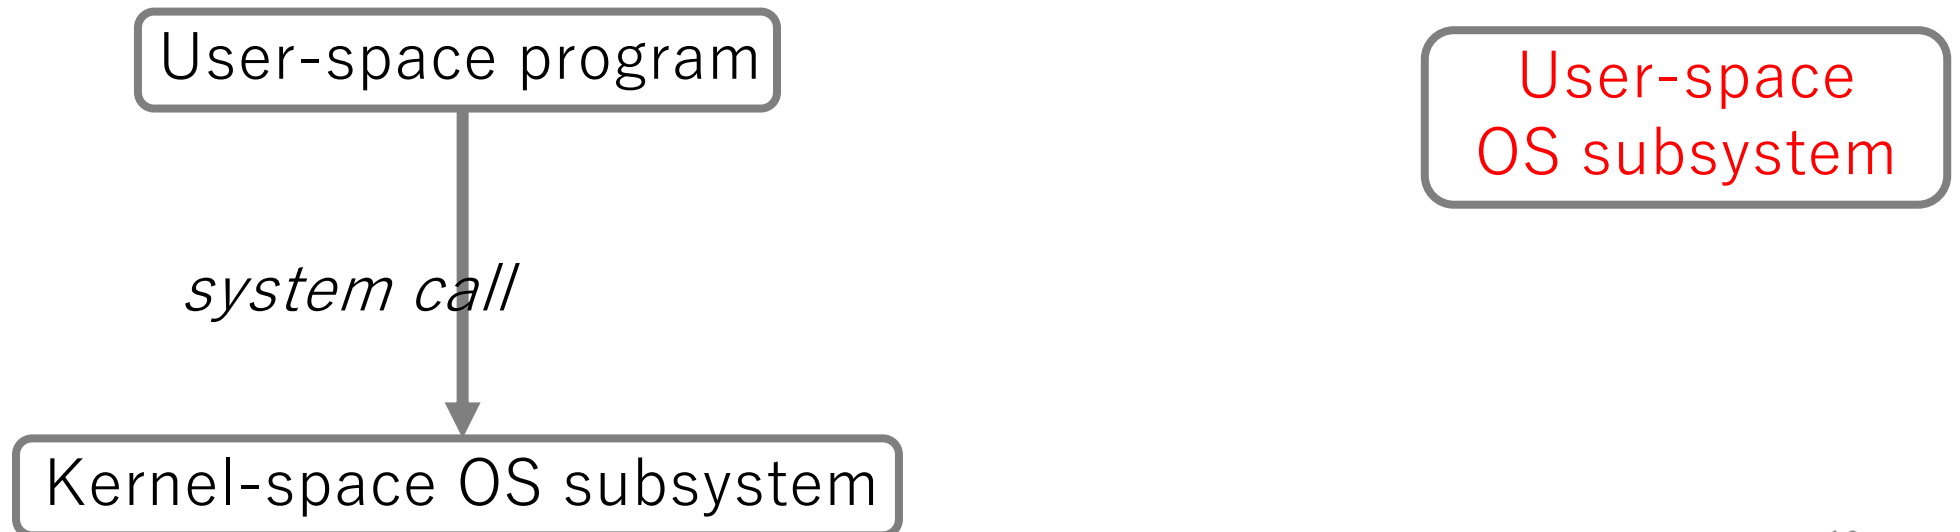 User-space program
User-space
OS subsystem
system call
Kernel-space OS subsystem